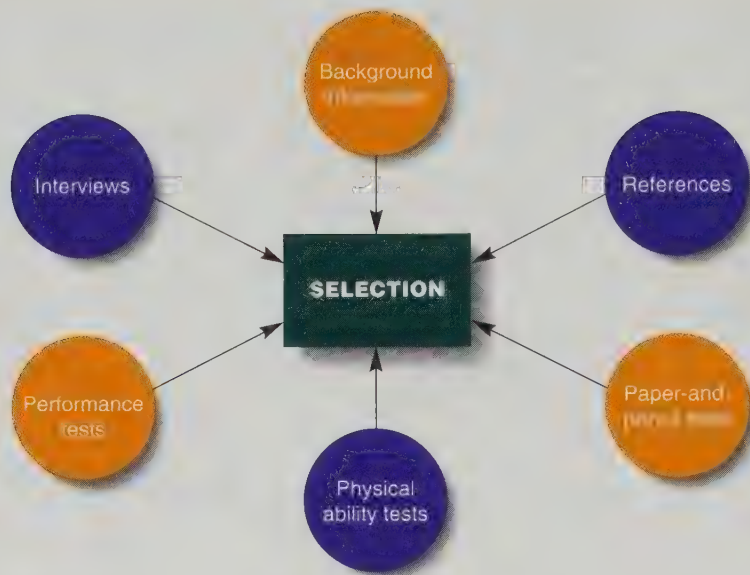 Background
Interviews
References
SELECTION
Performance
tests
Paper-and-
Physical
ability tests